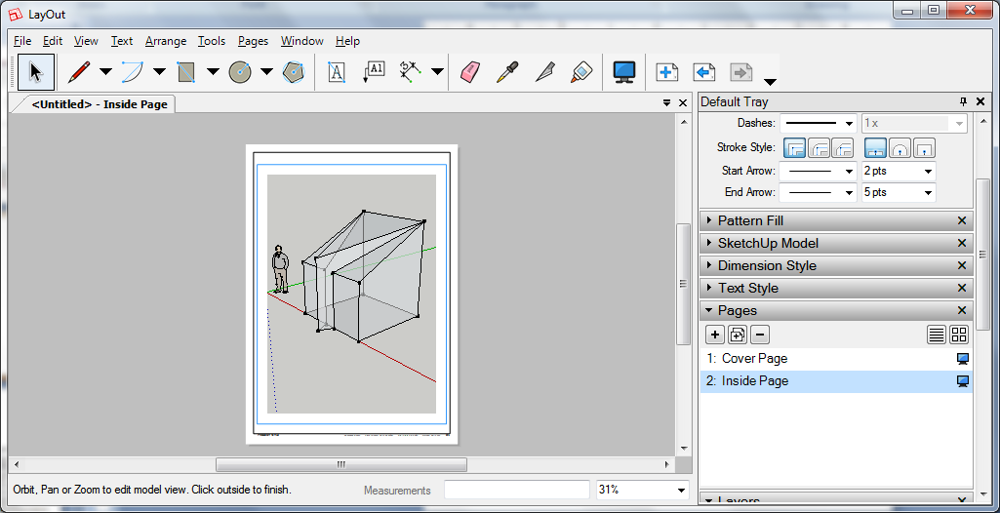 LayOut
File Edit View Text Arrange Tools Pages Window Help
A
A1
<Untitled> - Inside Page
Default Tray
Dashes: 1 x
Stroke Style:
Start Arrow: 2 pts
End Arrow: 5 pts
Pattern Fill
SketchUp Model
Dimension Style
Text Style
Pages
1: Cover Page
2: Inside Page
Layers
Orbit, Pan or Zoom to edit model view. Click outside to finish. Measurements 31%